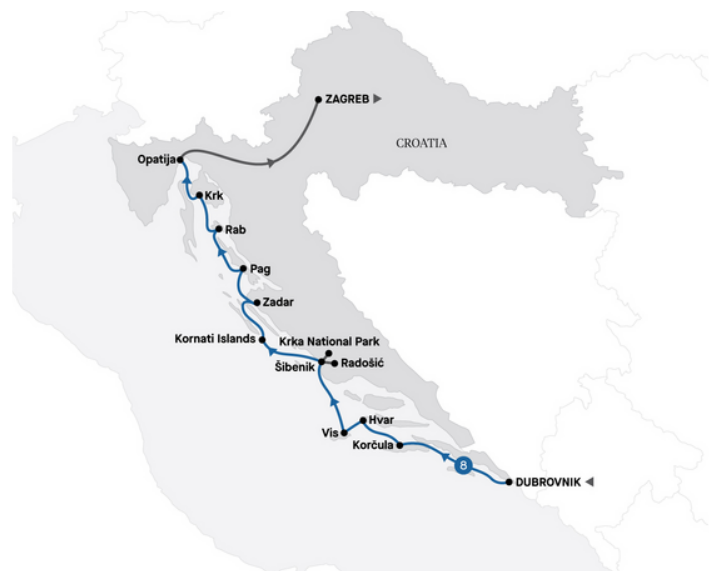 ZAGREB
CROATIA
Opatija
Krk
Rab
Pag
Zadar
Kornati Islands
Krka National Park
Šibenik
Radošić
Hvar
Vis
Korčula
8
DUBROVNIK